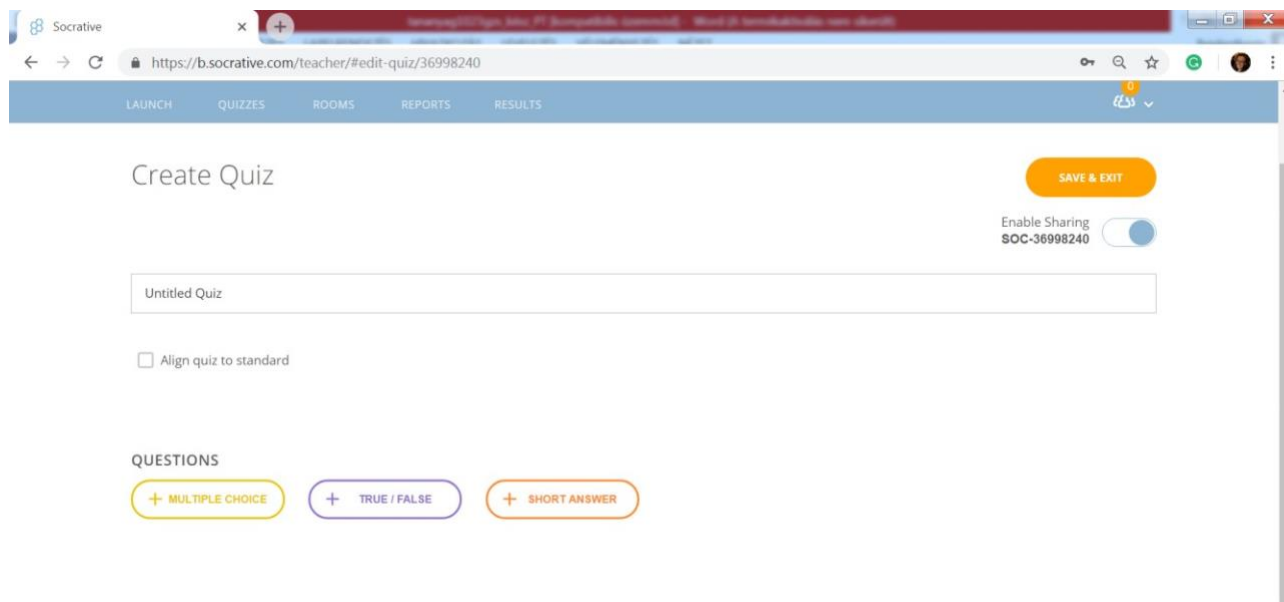 Socrative
https://b.socrative.com/teacher/#edit-quiz/36998240
LAUNCH QUIZZES ROOMS REPORTS RESULTS
0
Create Quiz
SAVE & EXIT
Enable Sharing
SOC-36998240
Untitled Quiz
Align quiz to standard
QUESTIONS
+ MULTIPLE CHOICE + TRUE / FALSE + SHORT ANSWER